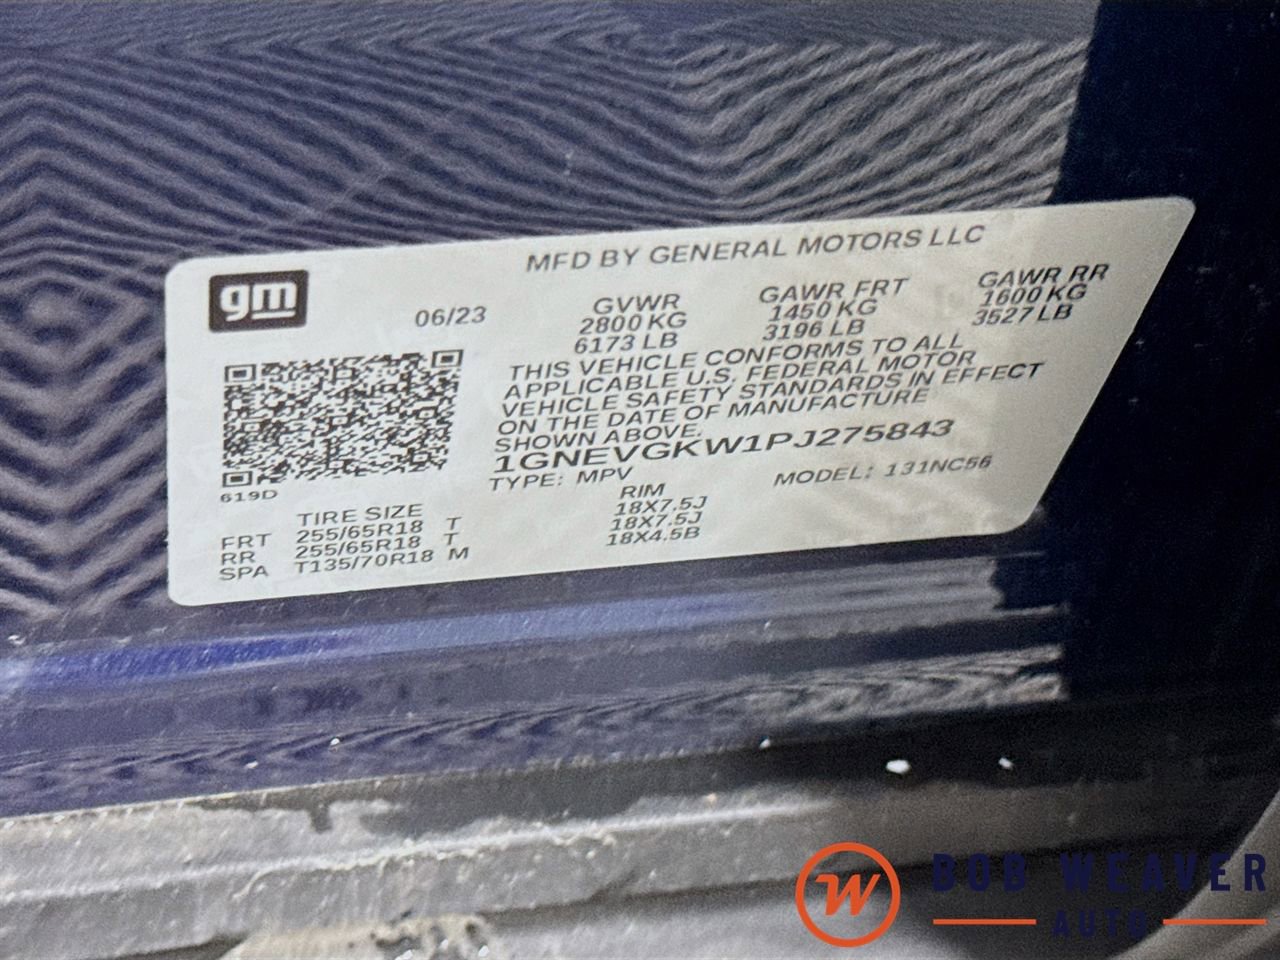 gm
MFD BY GENERAL MOTORS LLC
06/23
GVWR
2800 KG
6173 LB
GAWR FRT
1450 KG
3196 LB
GAWR RR
1600 KG
3527 LB
THIS VEHICLE CONFORMS TO ALL
APPLICABLE U.S. FEDERAL MOTOR
VEHICLE SAFETY STANDARDS IN EFFECT
ON THE DATE OF MANUFACTURE
SHOWN ABOVE.
1GNEVGKW1PJ275843
TYPE: MPV
MODEL: 131NC56
619D
TIRE SIZE
RIM
FRT 255/65R18 T 18X7.5J
RR 255/65R18 T 18X7.5J
SPA T135/70R18 M 18X4.5B
W
BOB WEAVER
AUTO